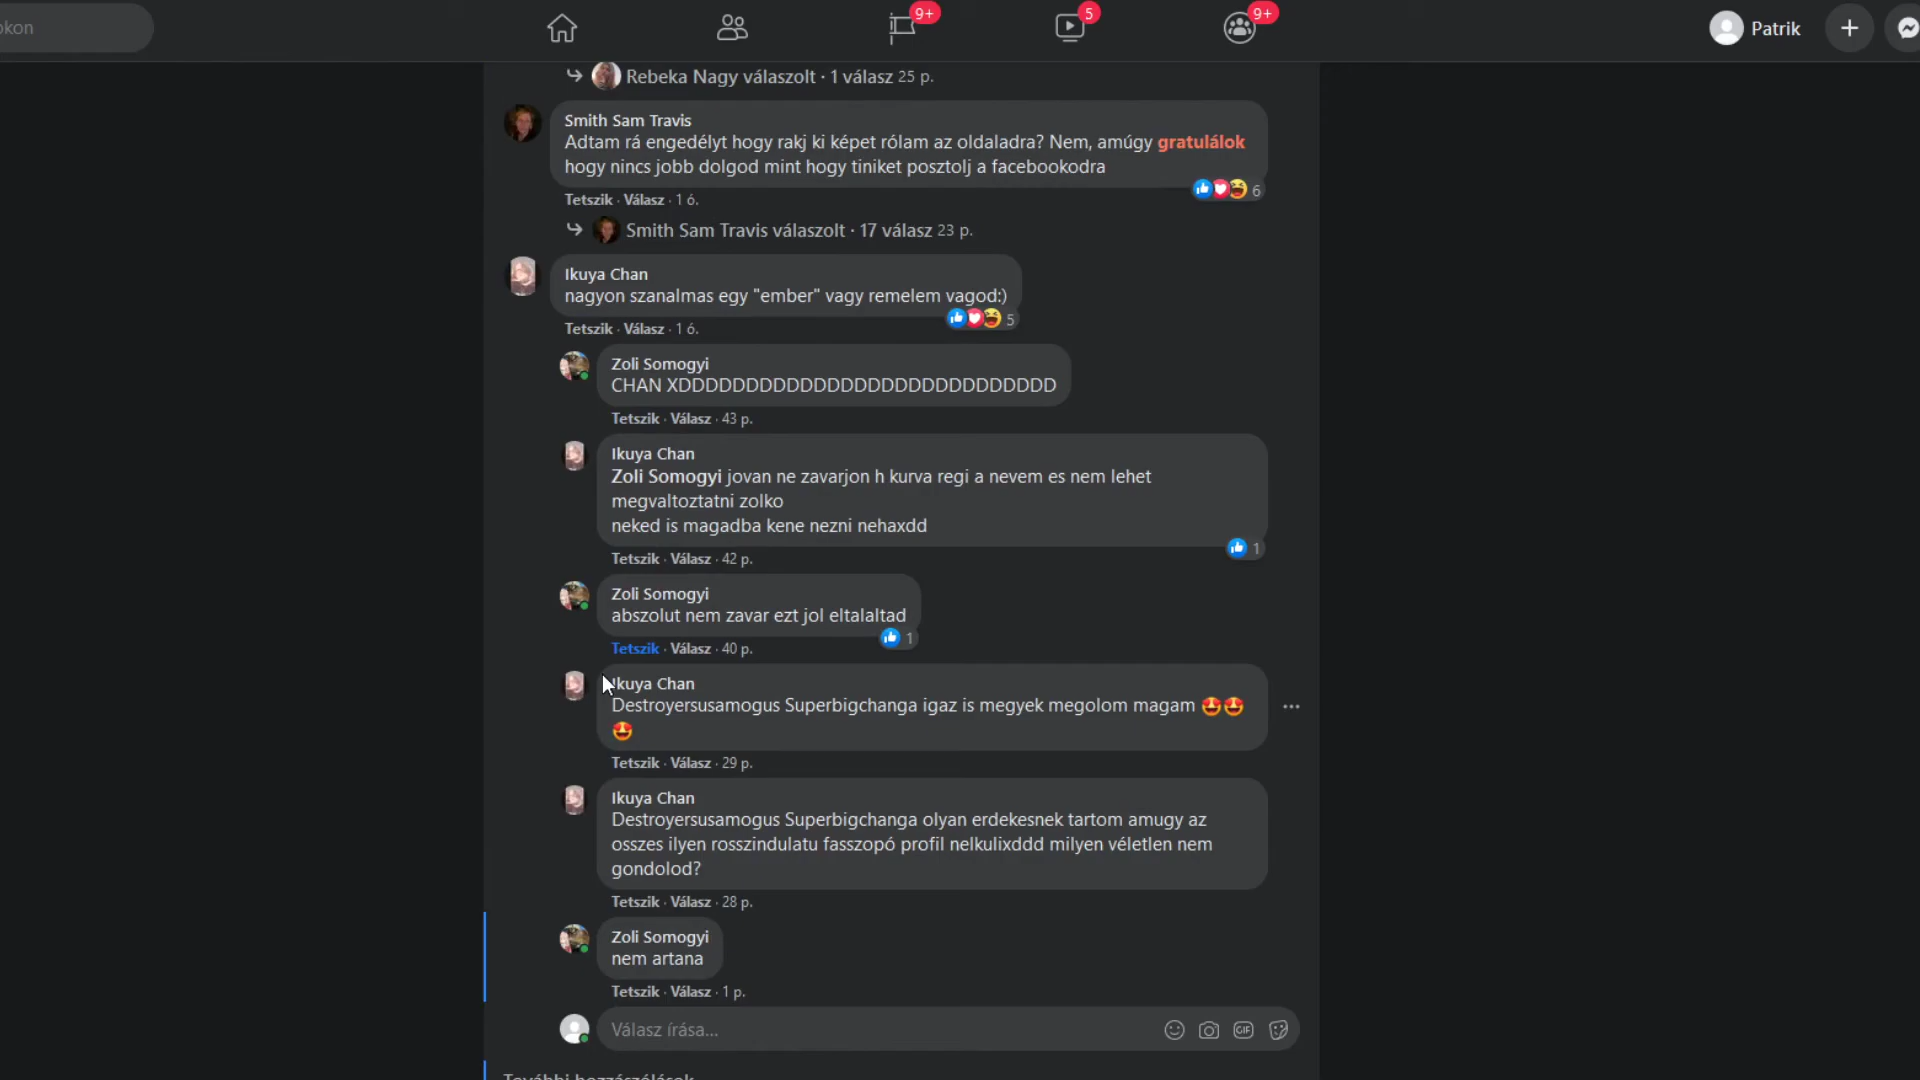 okon
9+
5
9+
Patrik
Rebeka Nagy válaszolt · 1 válasz 25 p.
Smith Sam Travis
Adtam rá engedélyt hogy rakj ki képet rólam az oldaladra? Nem, amúgy gratulálok
hogy nincs jobb dolgod mint hogy tiniket posztolj a facebookodra
6
Tetszik · Válasz · 1 ó.
Smith Sam Travis válaszolt · 17 válasz 23 p.
Ikuya Chan
nagyon szanalmas egy "ember" vagy remelem vagod:)
5
Tetszik · Válasz · 1 ó.
Zoli Somogyi
CHAN XDDDDDDDDDDDDDDDDDDDDDDDDDDDD
Tetszik · Válasz · 43 p.
Ikuya Chan
Zoli Somogyi jovan ne zavarjon h kurva regi a nevem es nem lehet
megvaltoztatni zolko
neked is magadba kene nezni nehaxdd
1
Tetszik · Válasz · 42 p.
Zoli Somogyi
abszolut nem zavar ezt jol eltalaltad
1
Tetszik · Válasz · 40 p.
Ikuya Chan
Destroyersusamogus Superbigchanga igaz is megyek megolom magam 🤩🤩
🤩
Tetszik · Válasz · 29 p.
Ikuya Chan
Destroyersusamogus Superbigchanga olyan erdekesnek tartom amugy az
osszes ilyen rosszindulatu fasszopó profil nelkulixddd milyen véletlen nem
gondolod?
Tetszik · Válasz · 28 p.
Zoli Somogyi
nem artana
Tetszik · Válasz · 1 p.
Válasz írása...
GIF
További hozzászólások